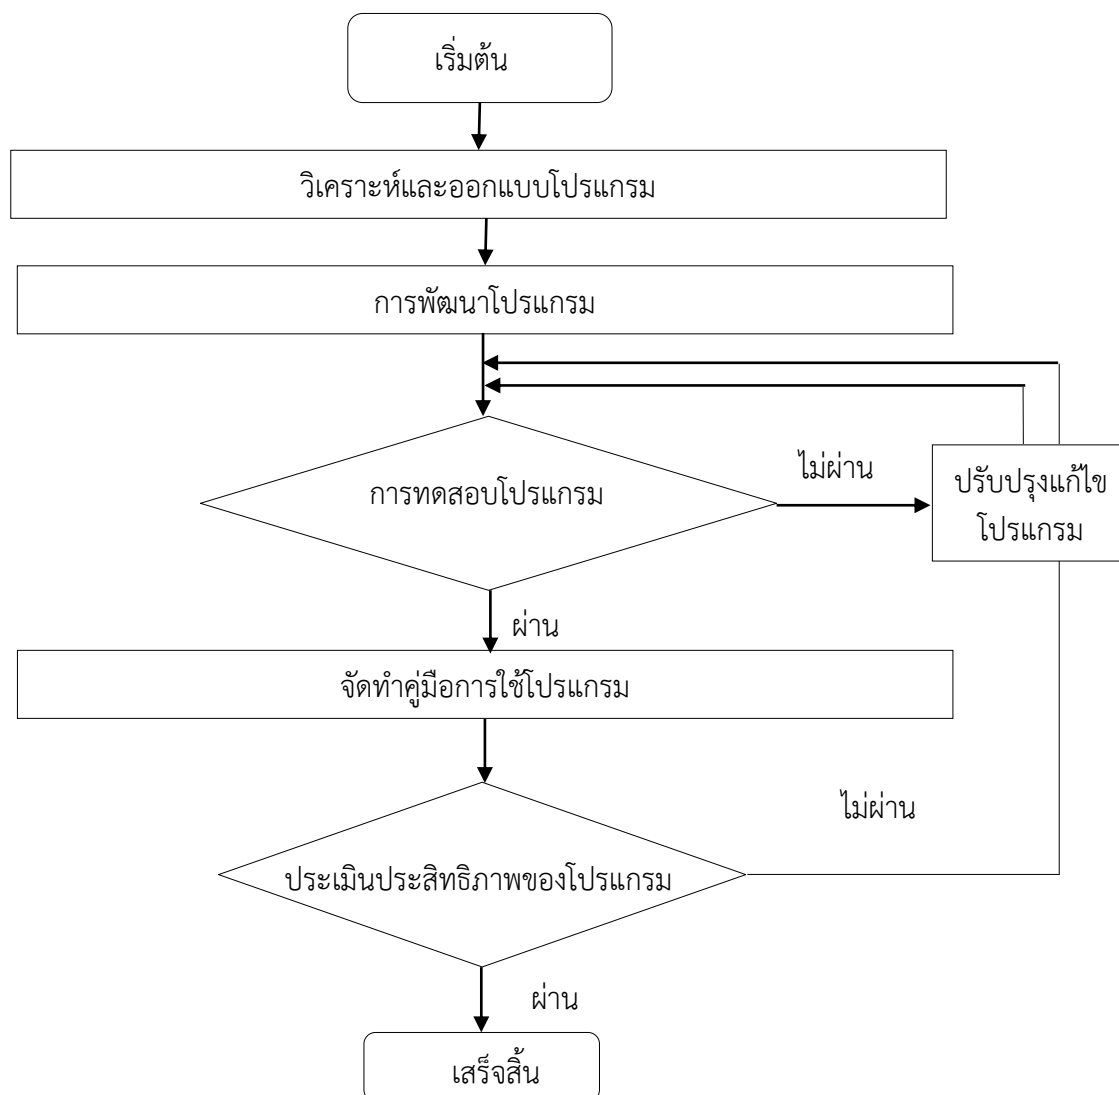 เริ่มต้น
วิเคราะห์และออกแบบโปรแกรม
การพัฒนาโปรแกรม
การทดสอบโปรแกรม
ไม่ผ่าน
ปรับปรุงแก้ไข
โปรแกรม
ผ่าน
จัดทำคู่มือการใช้โปรแกรม
ไม่ผ่าน
ประเมินประสิทธิภาพของโปรแกรม
ผ่าน
เสร็จสิ้น